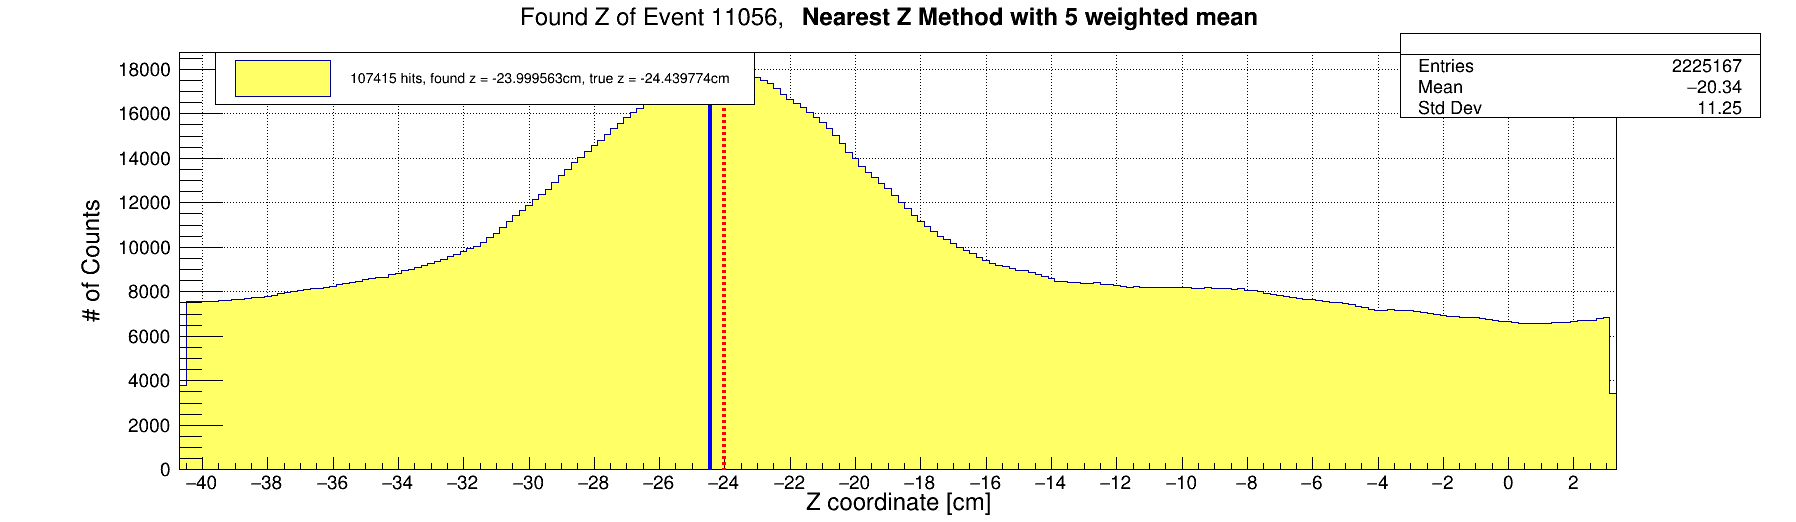 Found Z of Event 11056, Nearest Z Method with 5 weighted mean
Entries 2225167
Mean −20.34
Std Dev 11.25
107415 hits, found z = -23.999563cm, true z = -24.439774cm
18000
16000
14000
12000
10000
8000
6000
4000
2000
0
# of Counts
−40 −38 −36 −34 −32 −30 −28 −26 −24 −22 −20 −18 −16 −14 −12 −10 −8 −6 −4 −2 0 2
Z coordinate [cm]